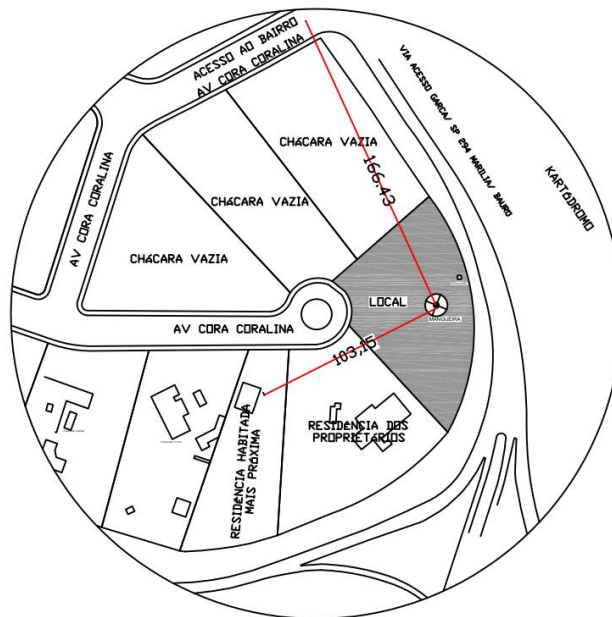 ACESSO AO BAIRRO
AV CORA CORALINA
VIA ACESSO GARÇA/ SP 294 MARILIA/ BAURO
KARTóDROMO
CHáCARA VAZIA
166.43
CHáCARA VAZIA
AV CORA CORALINA
CHáCARA VAZIA
LOCAL
MANGUEIRA
AV CORA CORALINA
103,15
RESIDÊNCIA DOS
PROPRIETáRIOS
RESIDÊNCIA HABITADA
MAIS PRóXIMA